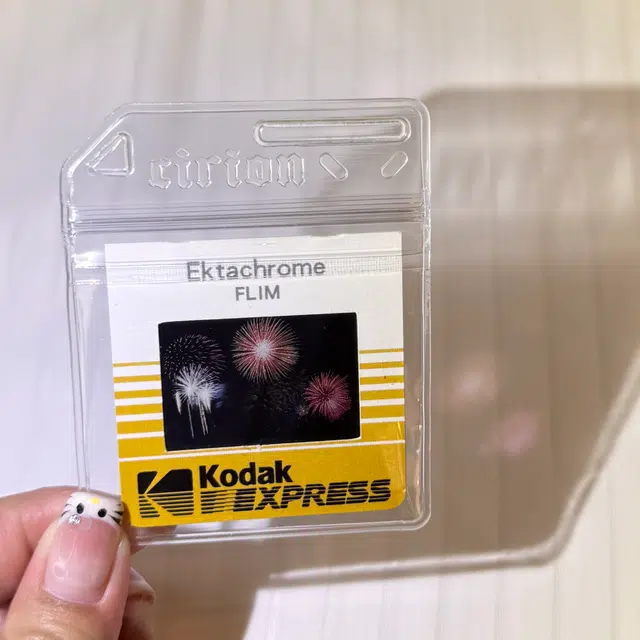 cirion
Ektachrome
FLIM
Kodak
EXPRESS